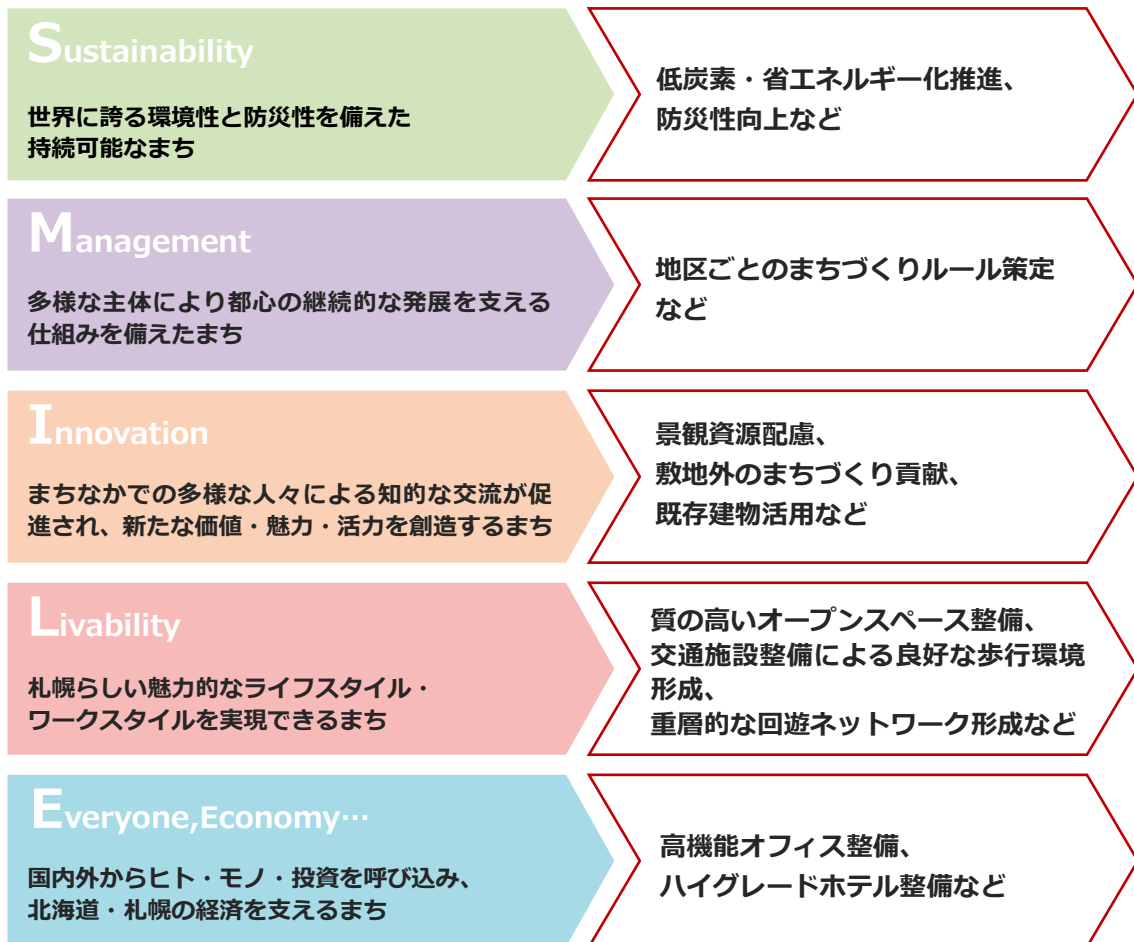 Sustainability
世界に誇る環境性と防災性を備えた
持続可能なまち
低炭素・省エネルギー化推進、
防災性向上など
Management
多様な主体により都心の継続的な発展を支える
仕組みを備えたまち
地区ごとのまちづくりルール策定
など
Innovation
まちなかでの多様な人々による知的な交流が促
進され、新たな価値・魅力・活力を創造するまち
景観資源配慮、
敷地外のまちづくり貢献、
既存建物活用など
Livability
札幌らしい魅力的なライフスタイル・
ワークスタイルを実現できるまち
質の高いオープンスペース整備、
交通施設整備による良好な歩行環境
形成、
重層的な回遊ネットワーク形成など
Everyone,Economy…
国内外からヒト・モノ・投資を呼び込み、
北海道・札幌の経済を支えるまち
高機能オフィス整備、
ハイグレードホテル整備など